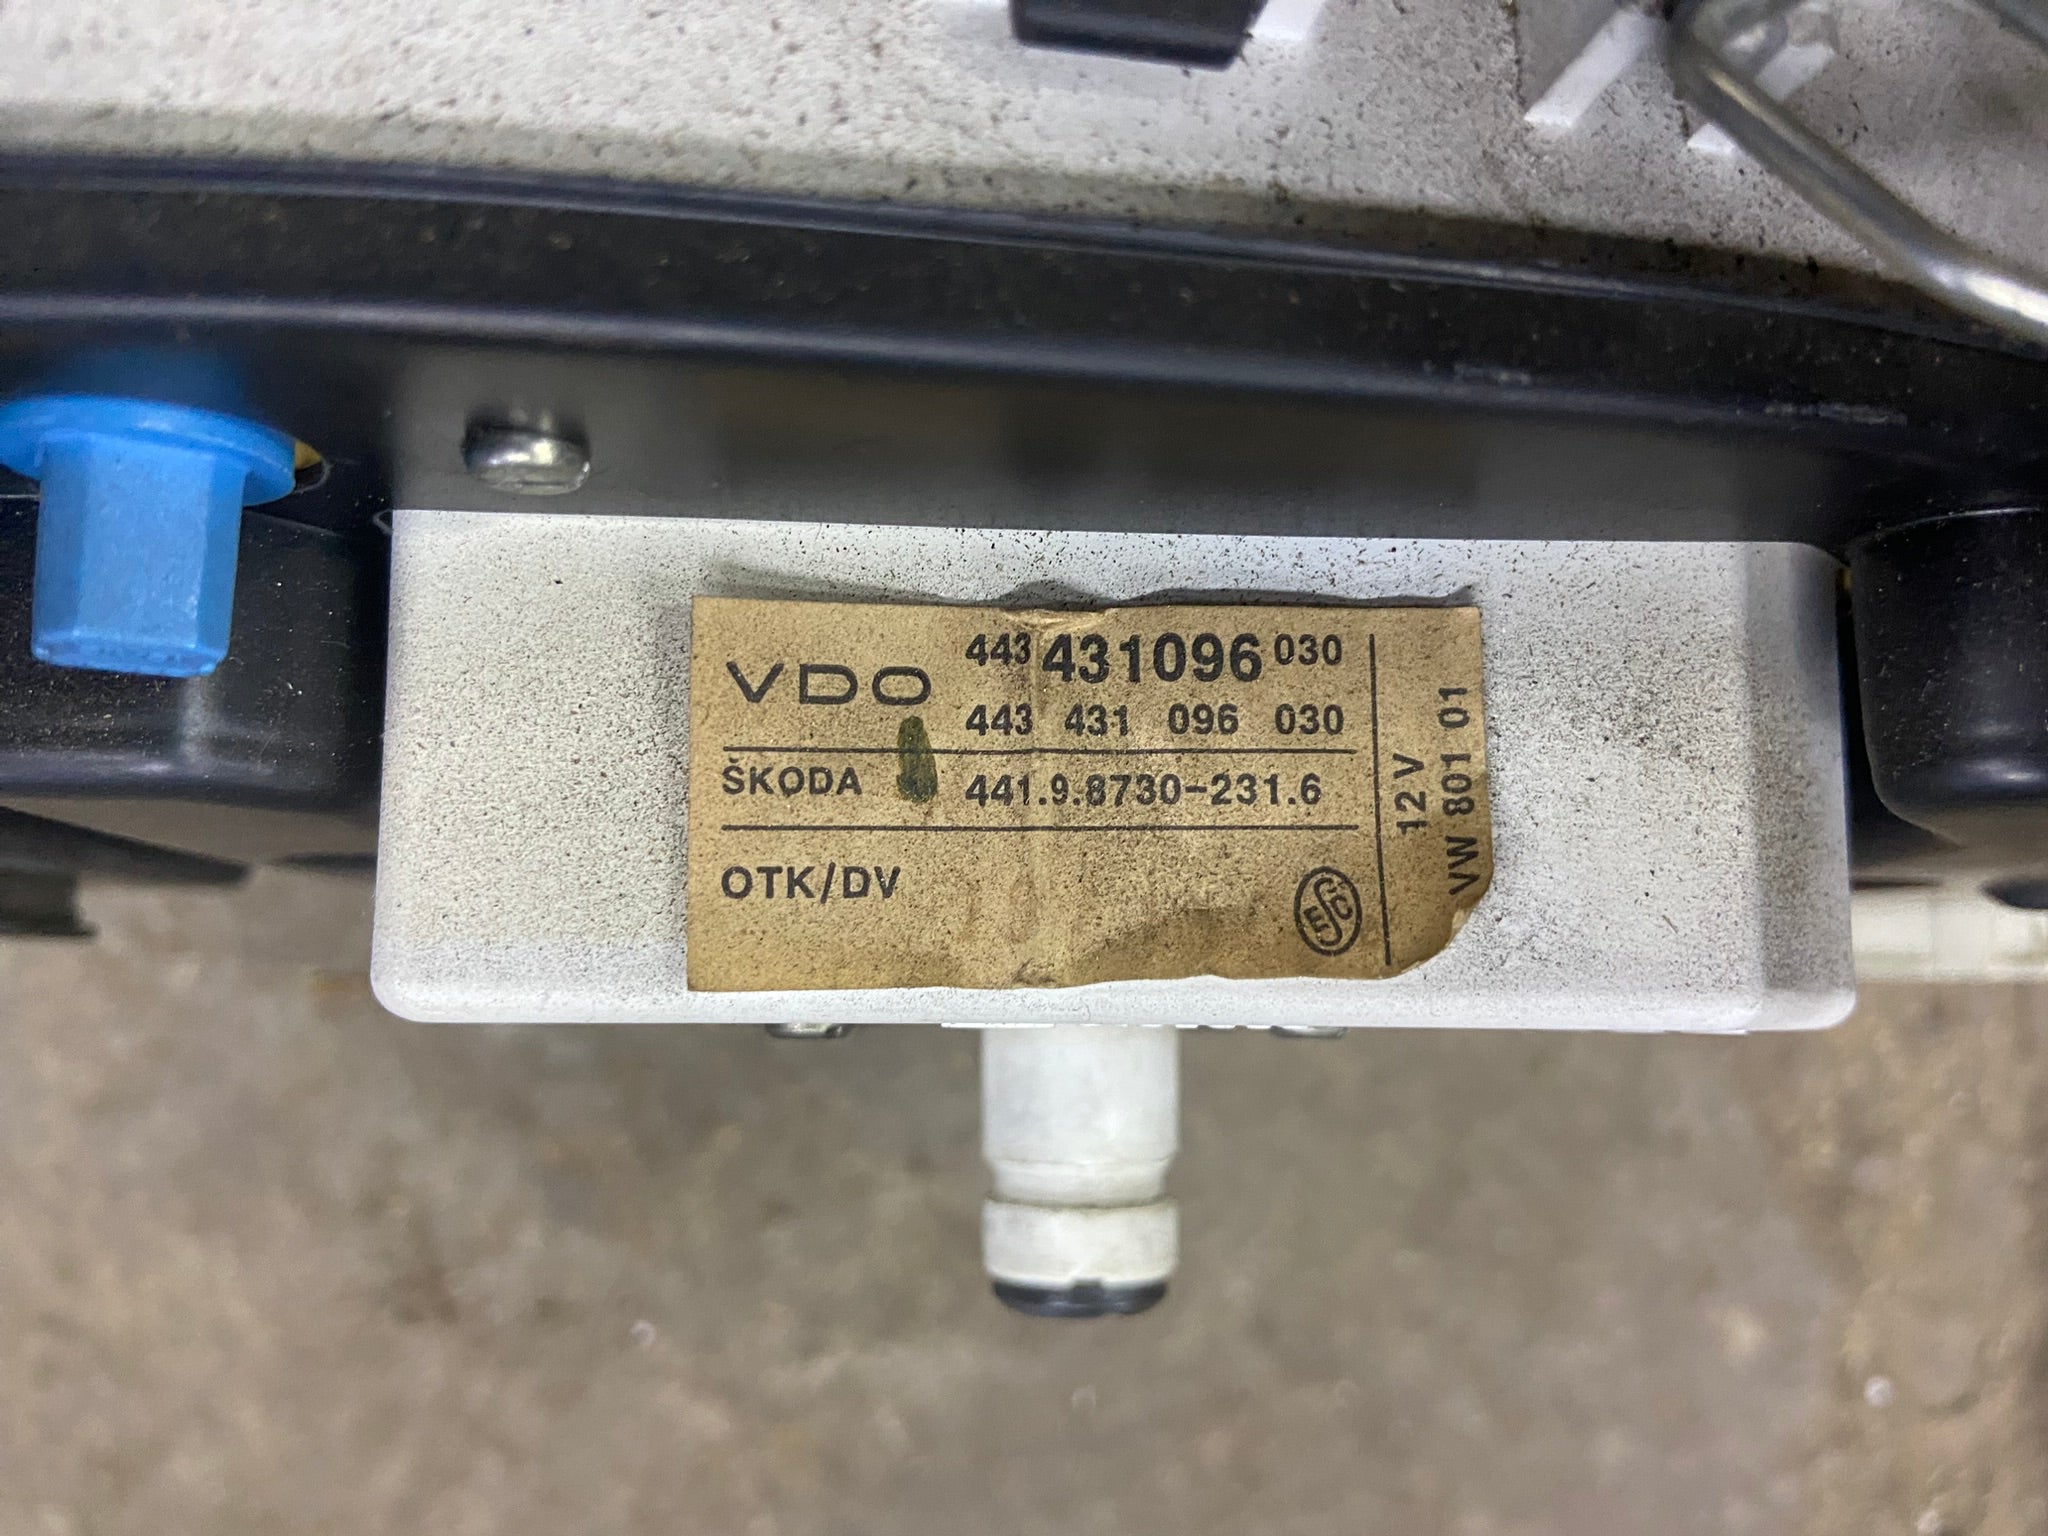 VDO
443 431096 030
443 431 096 030
ŠKODA 441.9.8730-231.6
OTK/DV
ESČ
12 V
VW 801 01